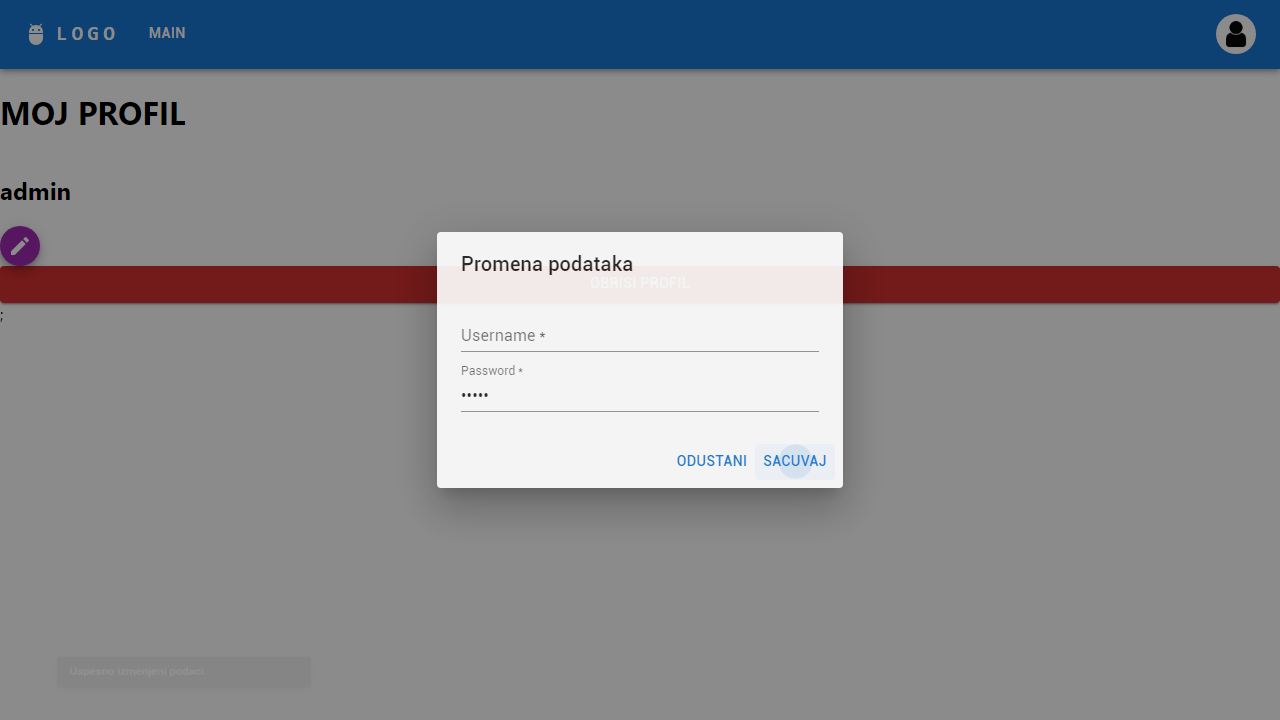 LOGO MAIN
MOJ PROFIL
admin
Promena podataka
OBRISI PROFIL
;
Username *
Password *
•••••
ODUSTANI SACUVAJ
Uspesno izmenjeni podaci